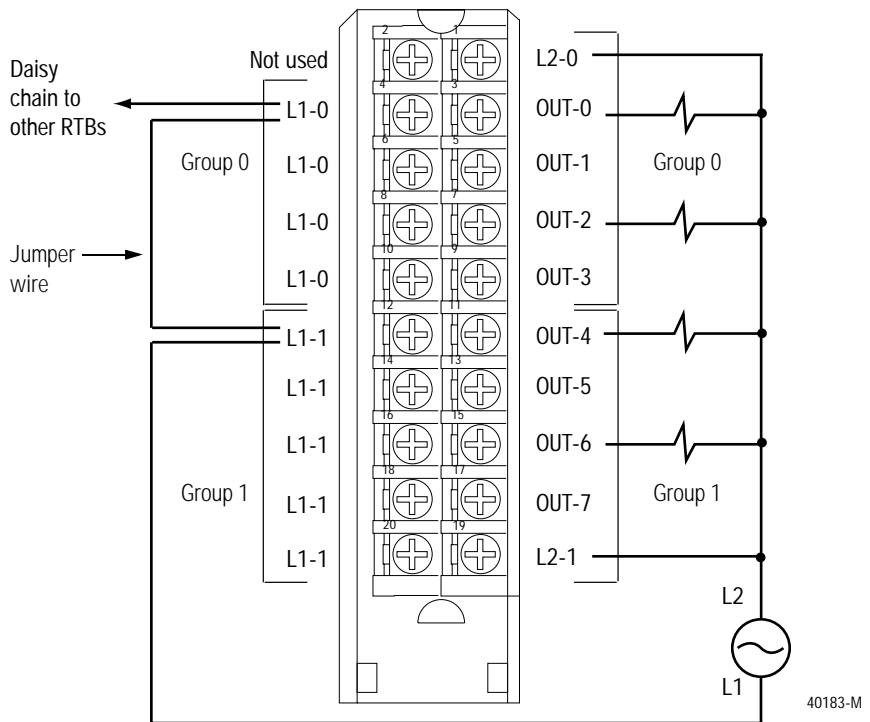 2 1
Not used L2-0
Daisy
chain to
other RTBs
4 3
L1-0 OUT-0
6 5
Group 0 L1-0 OUT-1 Group 0
8 7
L1-0 OUT-2
10 9
Jumper
wire
L1-0 OUT-3
12 11
L1-1 OUT-4
14 13
L1-1 OUT-5
16 15
L1-1 OUT-6
18 17
Group 1 L1-1 OUT-7 Group 1
20 19
L1-1 L2-1
L2
L1
40183-M